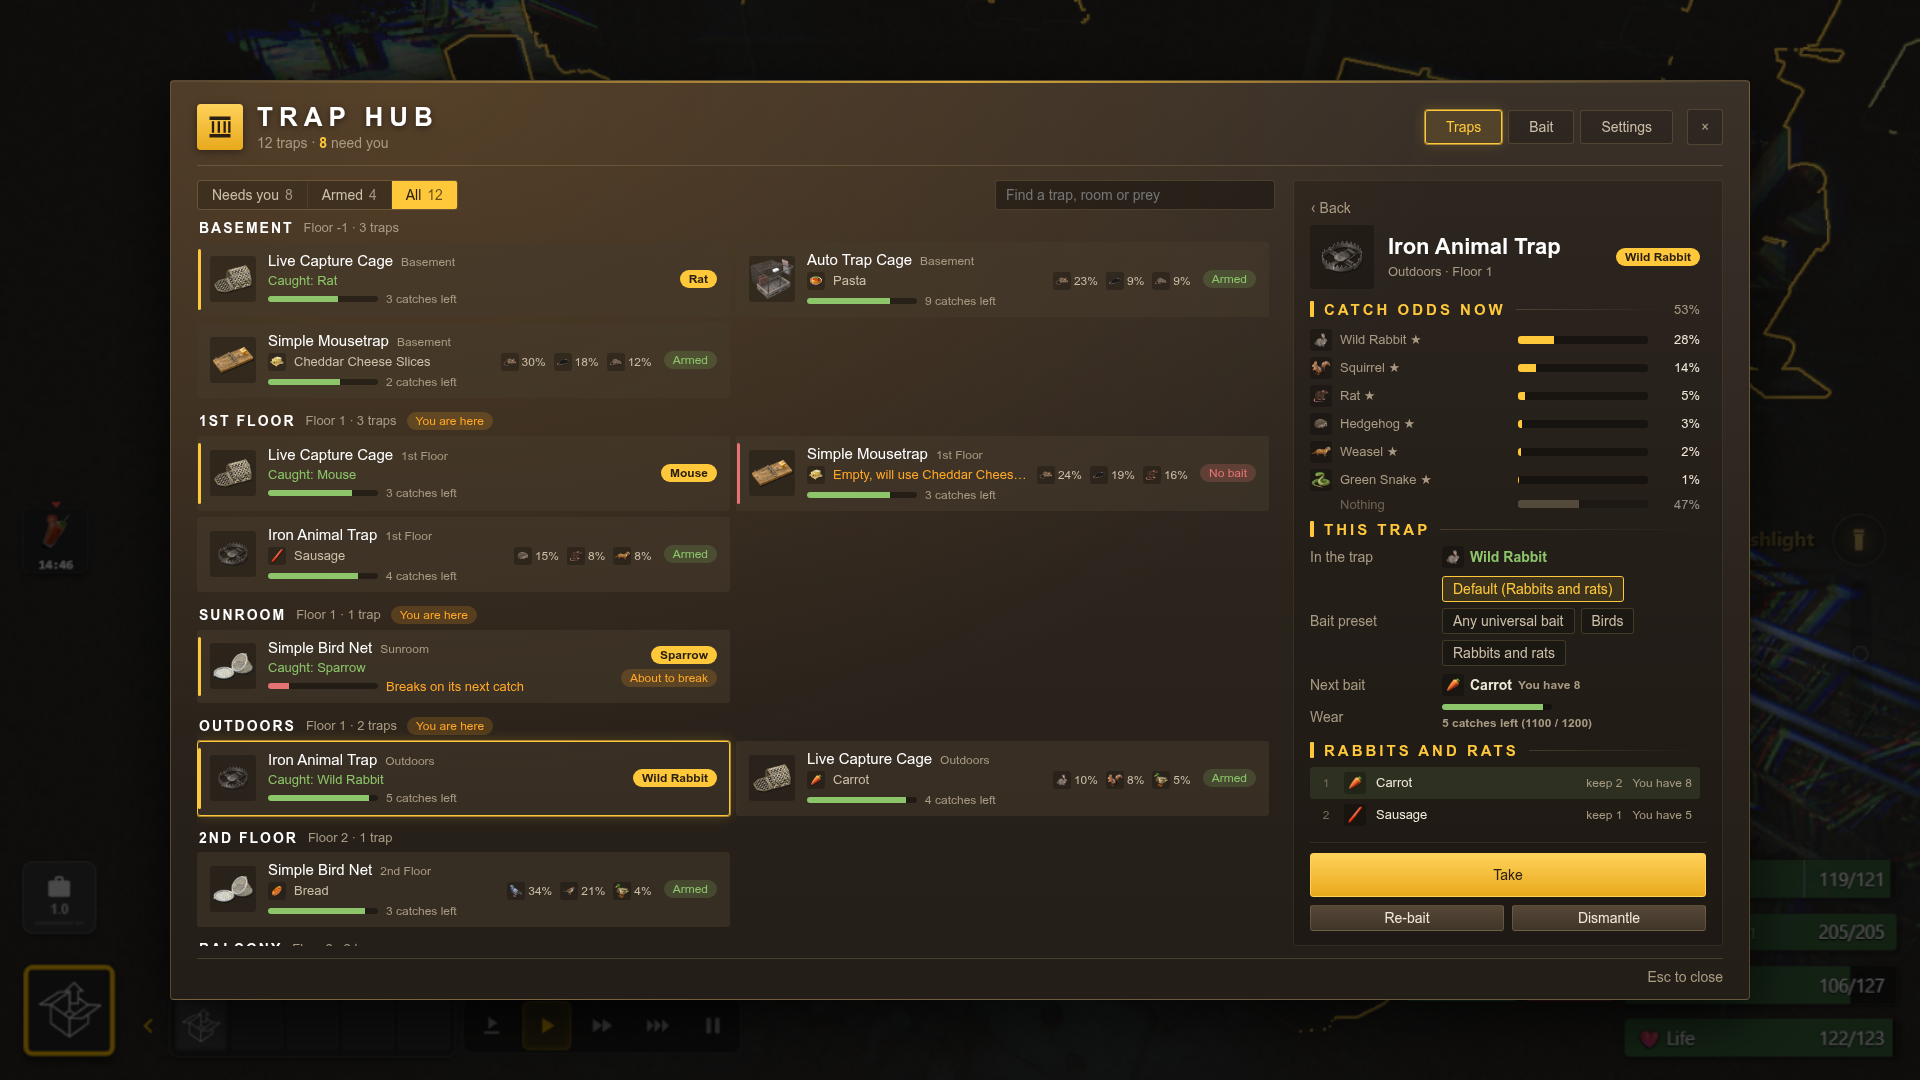 TRAP HUB
12 traps · 8 need you
Traps
Bait
Settings
×
Needs you 8
Armed 4
All 12
Find a trap, room or prey
BASEMENT Floor -1 · 3 traps
Live Capture Cage Basement
Caught: Rat
3 catches left
Rat
Auto Trap Cage Basement
Pasta
23% 9% 9% Armed
9 catches left
Simple Mousetrap Basement
Cheddar Cheese Slices
30% 18% 12% Armed
2 catches left
1ST FLOOR Floor 1 · 3 traps You are here
Live Capture Cage 1st Floor
Caught: Mouse
3 catches left
Mouse
Simple Mousetrap 1st Floor
Empty, will use Cheddar Chees...
24% 19% 16% No bait
3 catches left
Iron Animal Trap 1st Floor
Sausage
15% 8% 8% Armed
4 catches left
SUNROOM Floor 1 · 1 trap You are here
Simple Bird Net Sunroom
Caught: Sparrow
Breaks on its next catch
Sparrow
About to break
OUTDOORS Floor 1 · 2 traps You are here
Iron Animal Trap Outdoors
Caught: Wild Rabbit
5 catches left
Wild Rabbit
Live Capture Cage Outdoors
Carrot
10% 8% 5% Armed
4 catches left
2ND FLOOR Floor 2 · 1 trap
Simple Bird Net 2nd Floor
Bread
34% 21% 4% Armed
3 catches left
BALCONY
‹ Back
Iron Animal Trap
Outdoors · Floor 1
Wild Rabbit
CATCH ODDS NOW 53%
Wild Rabbit ★ 28%
Squirrel ★ 14%
Rat ★ 5%
Hedgehog ★ 3%
Weasel ★ 2%
Green Snake ★ 1%
Nothing 47%
THIS TRAP
In the trap Wild Rabbit
Default (Rabbits and rats)
Bait preset Any universal bait Birds
Rabbits and rats
Next bait Carrot You have 8
Wear
5 catches left (1100 / 1200)
RABBITS AND RATS
1 Carrot keep 2 You have 8
2 Sausage keep 1 You have 5
Take
Re-bait
Dismantle
Esc to close
14:46
1.0
shlight
119/121
205/205
106/127
Life 122/123